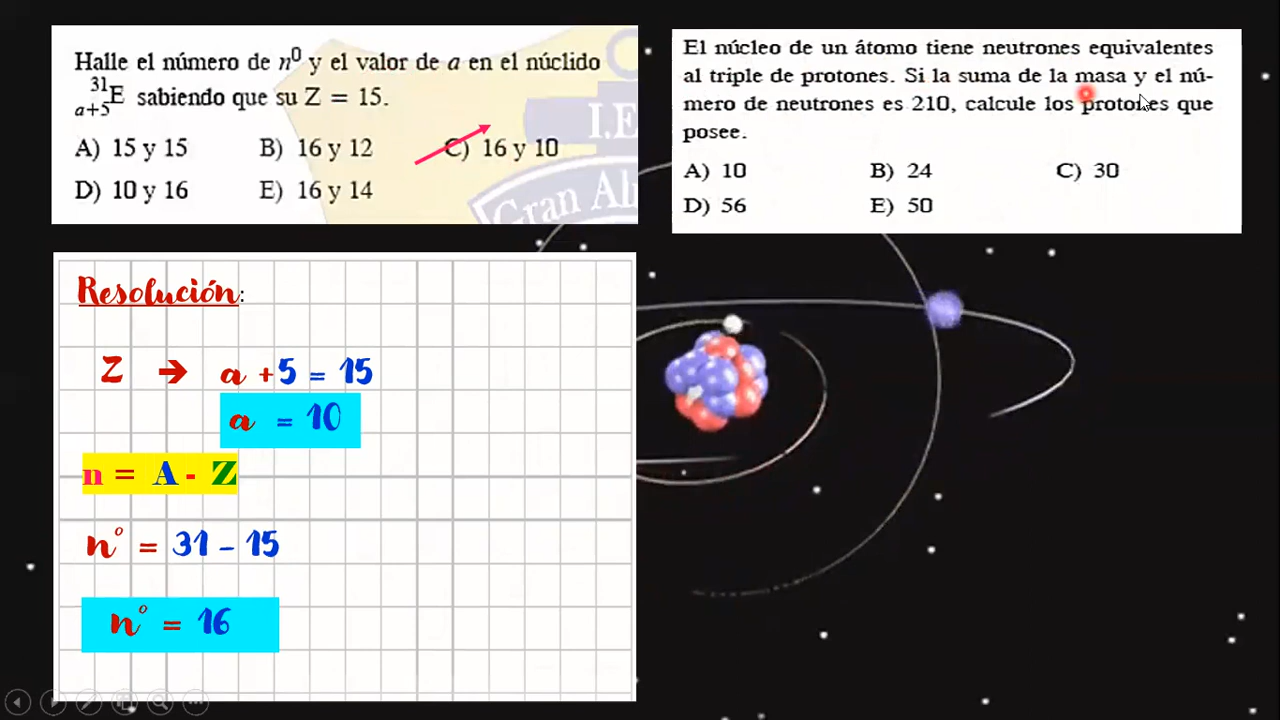 Halle el número de n⁰ y el valor de a en el núclido
³¹ₐ₊₅E sabiendo que su Z = 15.
A) 15 y 15 B) 16 y 12 C) 16 y 10
D) 10 y 16 E) 16 y 14
I.E
Gran Al
El núcleo de un átomo tiene neutrones equivalentes
al triple de protones. Si la suma de la masa y el nú-
mero de neutrones es 210, calcule los protones que
posee.
A) 10 B) 24 C) 30
D) 56 E) 50
Resolución:
Z ➔ a + 5 = 15
a = 10
n = A - Z
n° = 31 - 15
n° = 16